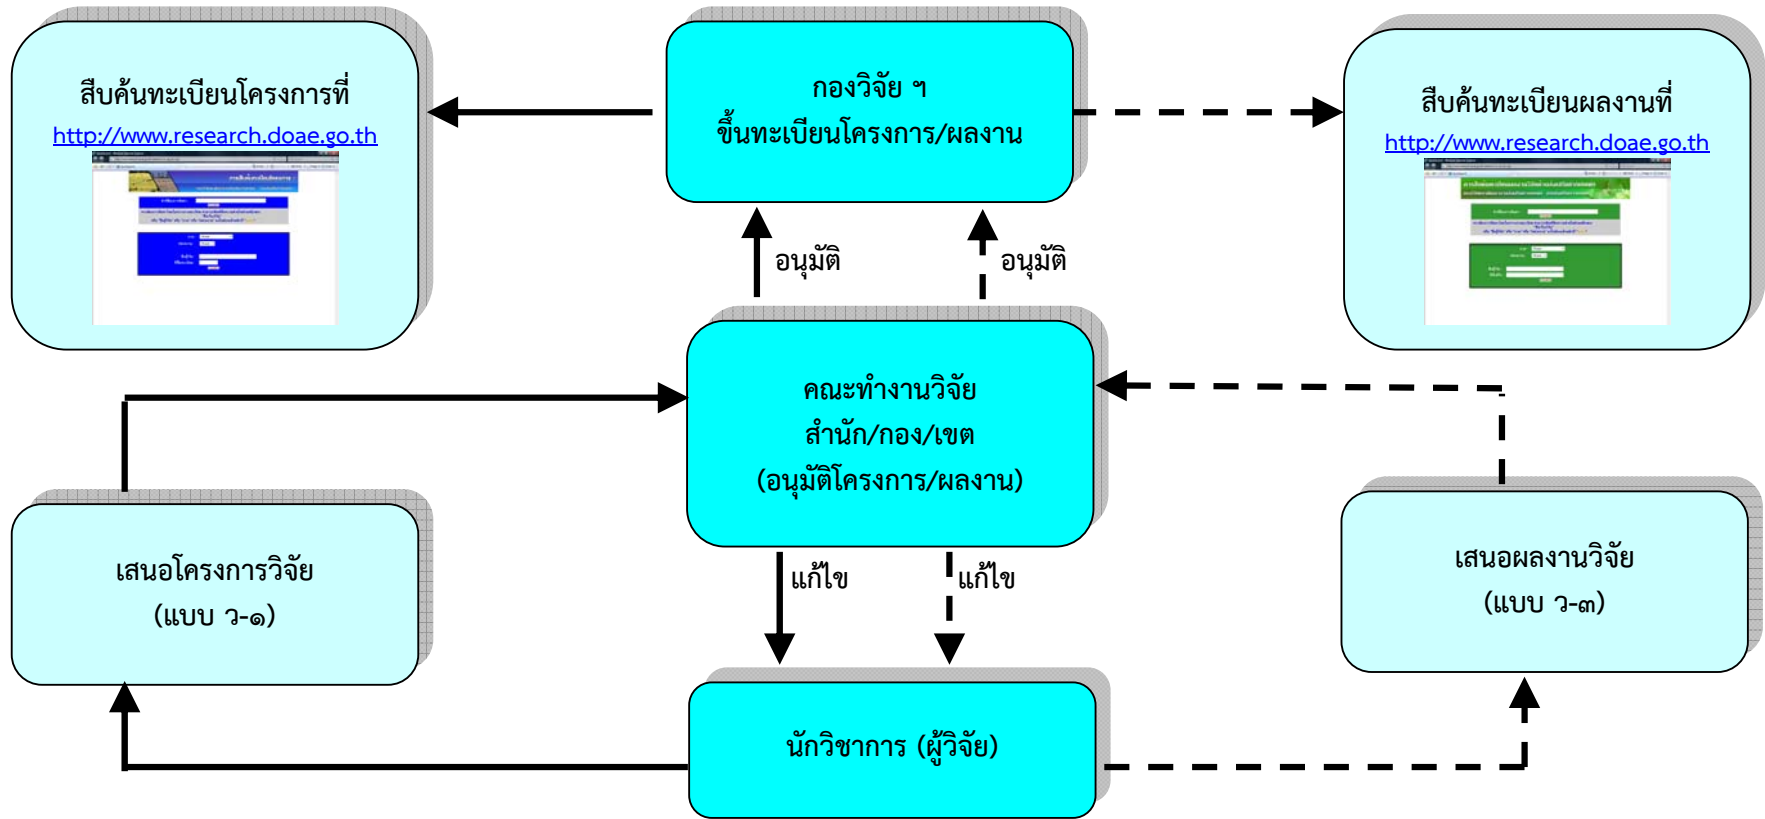 สืบค้นทะเบียนโครงการที่
http://www.research.doae.go.th
กองวิจัย ฯ
ขึ้นทะเบียนโครงการ/ผลงาน
สืบค้นทะเบียนผลงานที่
http://www.research.doae.go.th
อนุมัติ
อนุมัติ
คณะทำงานวิจัย
สำนัก/กอง/เขต
(อนุมัติโครงการ/ผลงาน)
เสนอโครงการวิจัย
(แบบ ว-๑)
แก้ไข
แก้ไข
เสนอผลงานวิจัย
(แบบ ว-๓)
นักวิชาการ (ผู้วิจัย)